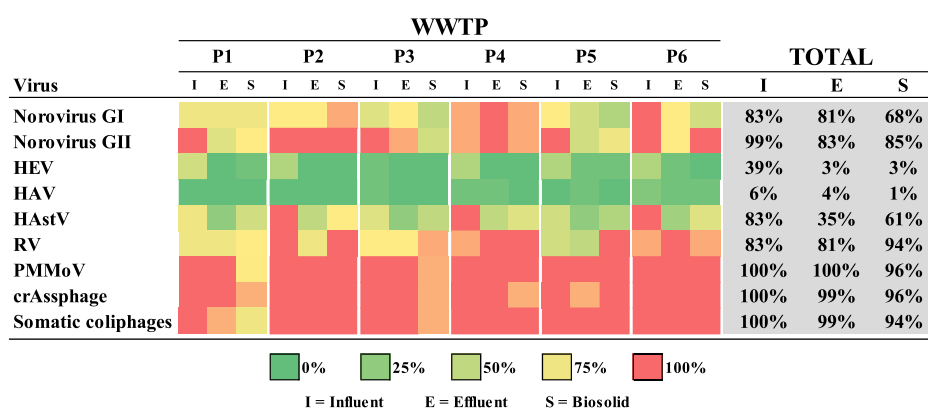 WWTP
P1 P2 P3 P4 P5 P6 TOTAL
Virus I E S I E S I E S I E S I E S I E S I E S
Norovirus GI 83% 81% 68%
Norovirus GII 99% 83% 85%
HEV 39% 3% 3%
HAV 6% 4% 1%
HAstV 83% 35% 61%
RV 83% 81% 94%
PMMoV 100% 100% 96%
crAssphage 100% 99% 96%
Somatic coliphages 100% 99% 94%
0% 25% 50% 75% 100%
I = Influent E = Effluent S = Biosolid